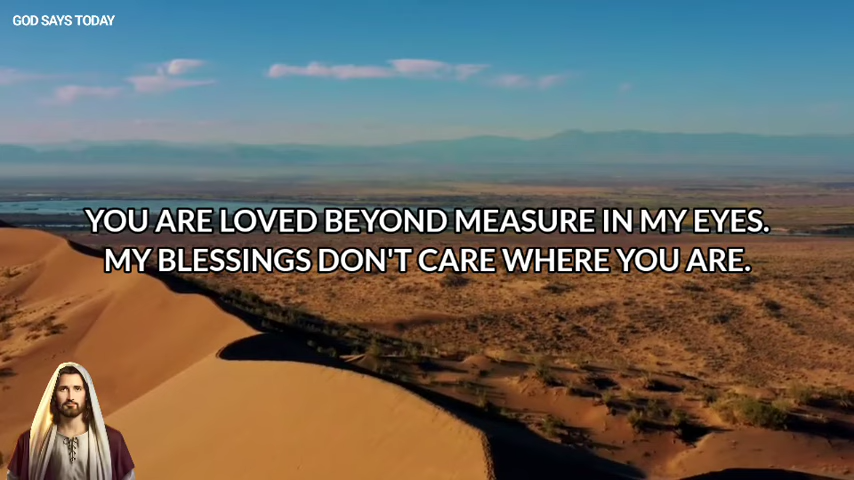 GOD SAYS TODAY
YOU ARE LOVED BEYOND MEASURE IN MY EYES.
MY BLESSINGS DON'T CARE WHERE YOU ARE.